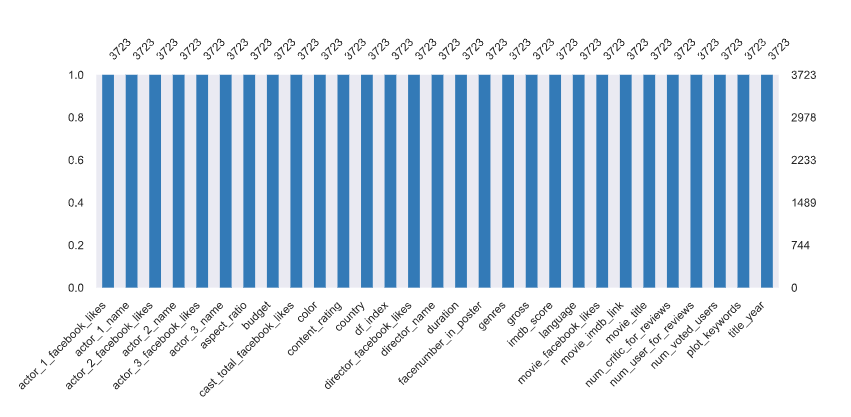 3723 3723 3723 3723 3723 3723 3723 3723 3723 3723 3723 3723 3723 3723 3723 3723 3723 3723 3723 3723 3723 3723 3723 3723 3723 3723 3723 3723 3723
1.0 3723
0.8 2978
0.6 2233
0.4 1489
0.2 744
0.0 0
actor_1_facebook_likes
actor_1_name
actor_2_facebook_likes
actor_2_name
actor_3_facebook_likes
actor_3_name
aspect_ratio
budget
cast_total_facebook_likes
color
content_rating
country
df_index
director_facebook_likes
director_name
duration
facenumber_in_poster
genres
gross
imdb_score
language
movie_facebook_likes
movie_imdb_link
movie_title
num_critic_for_reviews
num_user_for_reviews
num_voted_users
plot_keywords
title_year